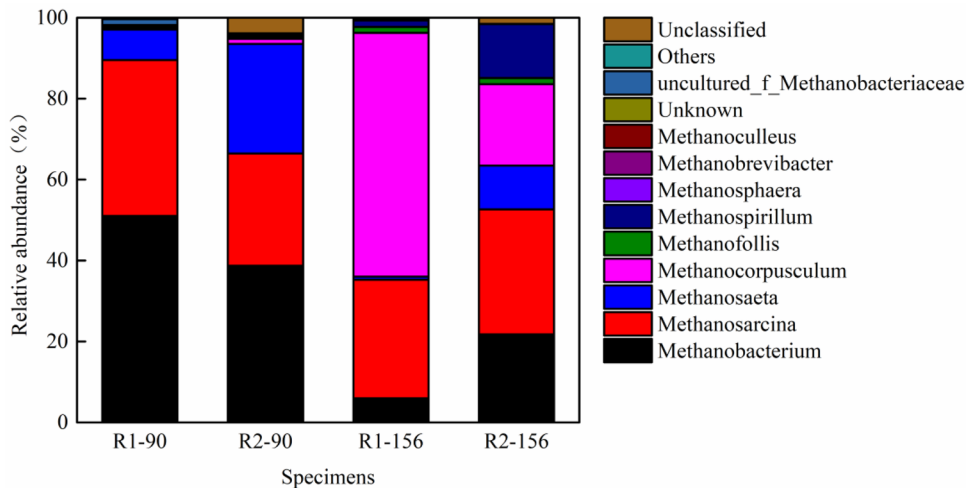 Relative abundance（%）
100
80
60
40
20
0
R1-90
R2-90
R1-156
R2-156
Specimens
Unclassified
Others
uncultured_f_Methanobacteriaceae
Unknown
Methanoculleus
Methanobrevibacter
Methanosphaera
Methanospirillum
Methanofollis
Methanocorpusculum
Methanosaeta
Methanosarcina
Methanobacterium